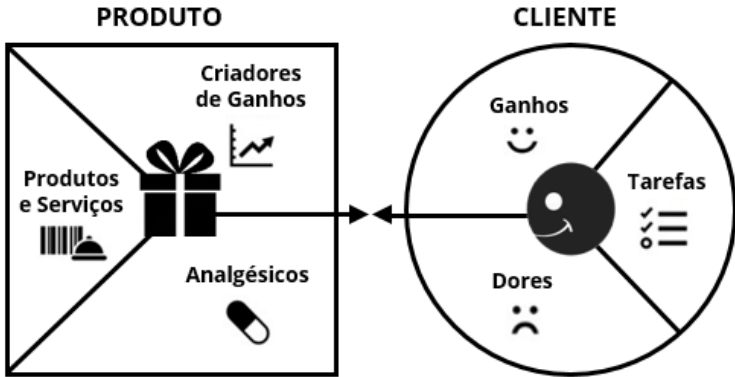 PRODUTO
CLIENTE
Criadores
de Ganhos
Produtos
e Serviços
Analgésicos
Ganhos
Tarefas
Dores